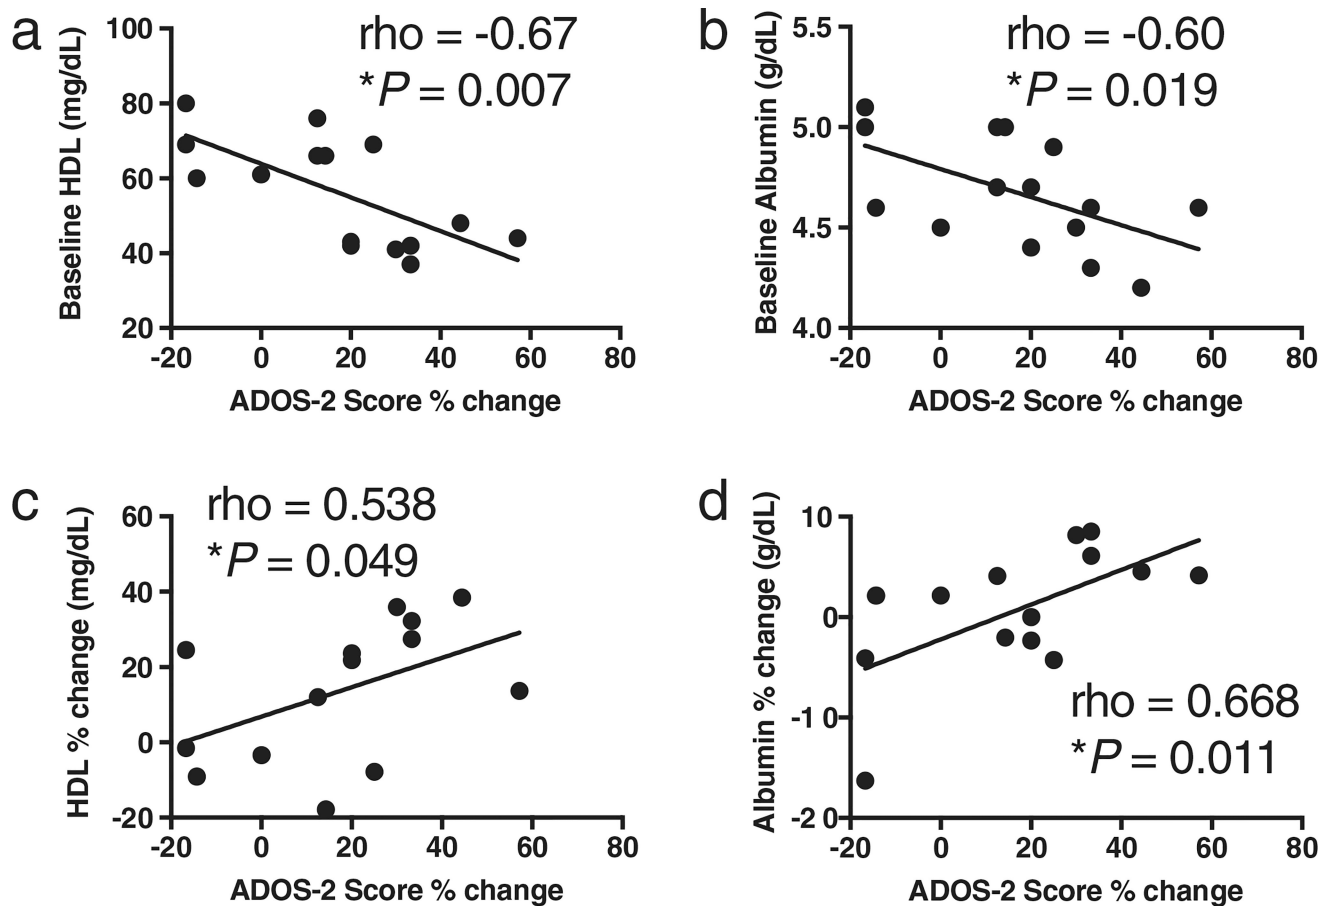 a
rho = -0.67
*P = 0.007
Baseline HDL (mg/dL)
100
80
60
40
20
-20 0 20 40 60 80
ADOS-2 Score % change
b
rho = -0.60
*P = 0.019
Baseline Albumin (g/dL)
5.5
5.0
4.5
4.0
-20 0 20 40 60 80
ADOS-2 Score % change
c
rho = 0.538
*P = 0.049
HDL % change (mg/dL)
60
40
20
0
-20
-20 0 20 40 60 80
ADOS-2 Score % change
d
Albumin % change (g/dL)
10
0
-1 0
-2 0
rho = 0.668
*P = 0.011
-20 0 20 40 60 80
ADOS-2 Score % change